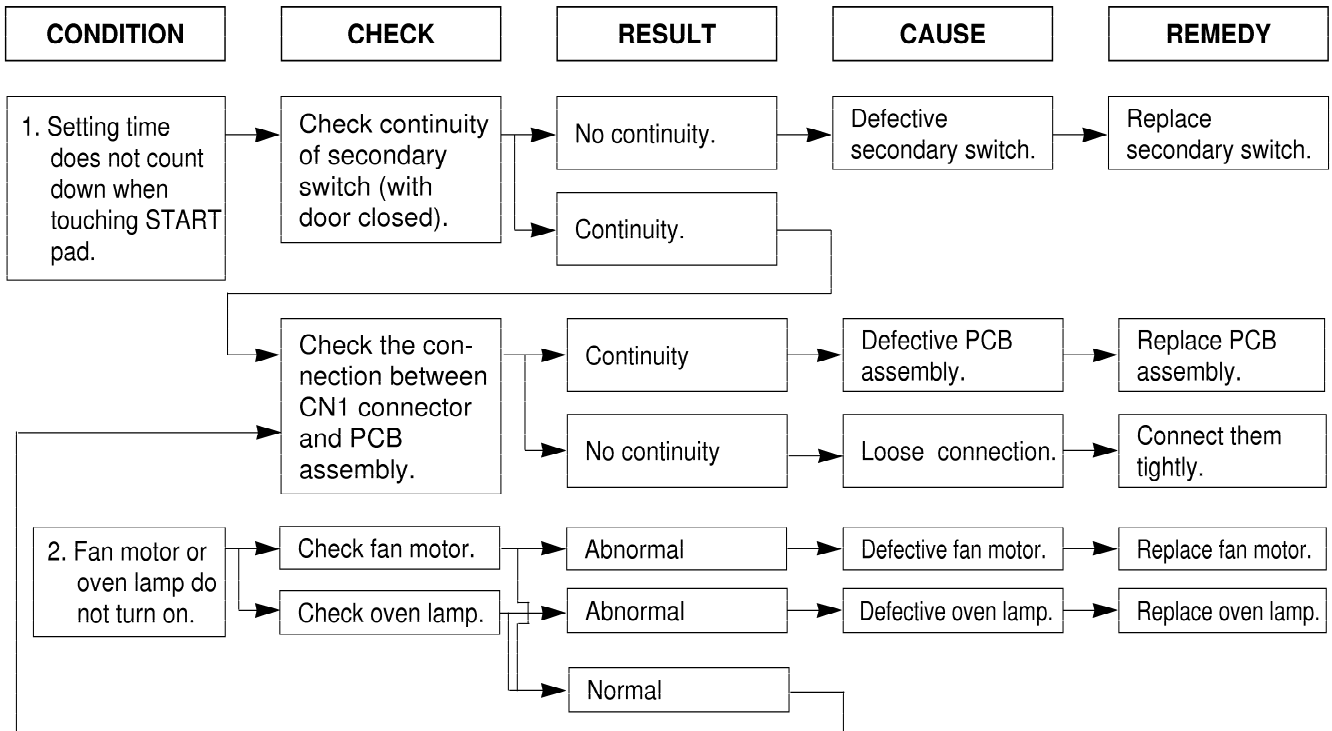 CONDITION
CHECK
RESULT
CAUSE
REMEDY
1. Setting time
does not count
down when
touching START
pad.
Check continuity
of secondary
switch (with
door closed).
No continuity.
Defective
secondary switch.
Replace
secondary switch.
Continuity.
Check the con-
nection between
CN1 connector
and PCB
assembly.
Continuity
Defective PCB
assembly.
Replace PCB
assembly.
No continuity
Loose connection.
Connect them
tightly.
2. Fan motor or
oven lamp do
not turn on.
Check fan motor.
Abnormal
Defective fan motor.
Replace fan motor.
Check oven lamp.
Abnormal
Defective oven lamp.
Replace oven lamp.
Normal